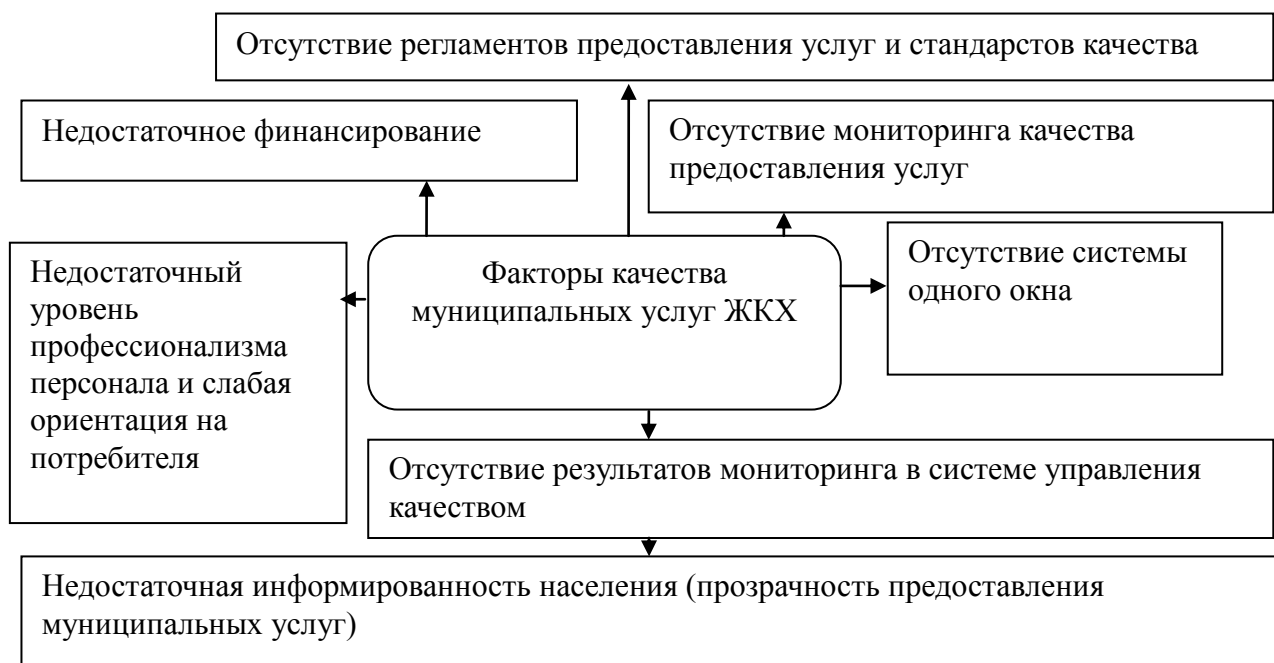 Отсутствие регламентов предоставления услуг и стандарстов качества
Недостаточное финансирование
Отсутствие мониторинга качества
предоставления услуг
Недостаточный
уровень
профессионализма
персонала и слабая
ориентация на
потребителя
Факторы качества
муниципальных услуг ЖКХ
Отсутствие системы
одного окна
Отсутствие результатов мониторинга в системе управления
качеством
Недостаточная информированность населения (прозрачность предоставления
муниципальных услуг)